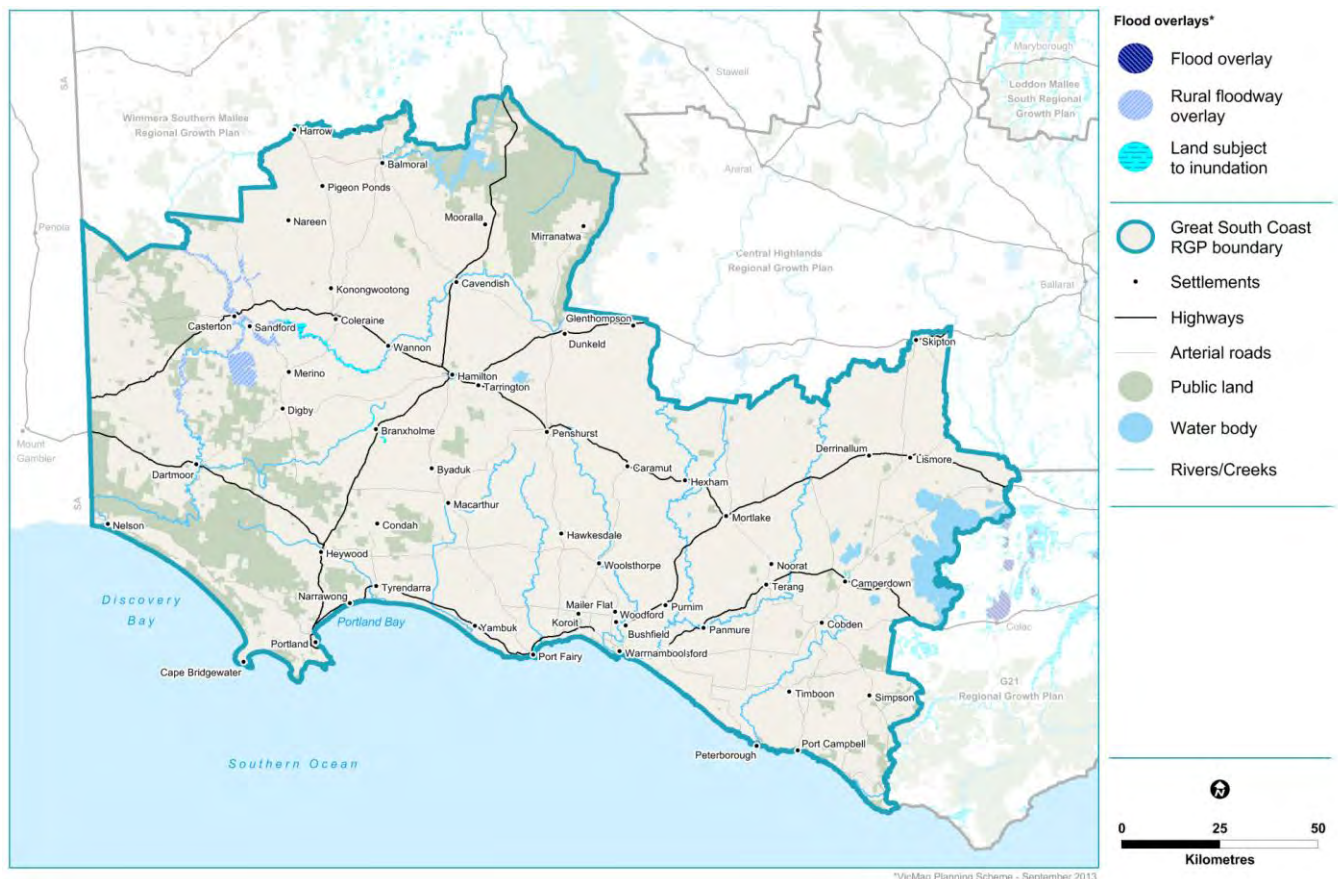 SA
Wimmera Southern Mallee
Regional Growth Plan
Stawell
Maryborough
Loddon Mallee
South Regional
Growth Plan
Harrow
Balmoral
Pigeon Ponds
Ararat
Nareen
Mooralla
Mirranatwa
Penola
Central Highlands
Regional Growth Plan
Ballarat
Konongwootong
Cavendish
Casterton
Sandford
Coleraine
Glenthompson
Dunkeld
Skipton
Wannon
Merino
Hamilton
Tarrington
Digby
Mount
Gambier
Branxholme
Penshurst
Derrinallum
Lismore
Dartmoor
Byaduk
Caramut
Hexham
SA
Macarthur
Mortlake
Nelson
Condah
Hawkesdale
Heywood
Woolsthorpe
Noorat
Terang
Camperdown
Discovery
Bay
Narrawong
Tyrendarra
Portland Bay
Mailer Flat
Woodford
Purnim
Koroit
Bushfield
Panmure
Cobden
Colac
Yambuk
Portland
Port Fairy
Warrnamboolsford
Cape Bridgewater
G21
Regional Growth Plan
Timboon
Simpson
Peterborough
Port Campbell
Southern Ocean
Flood overlays*
Flood overlay
Rural floodway
overlay
Land subject
to inundation
Great South Coast
RGP boundary
Settlements
Highways
Arterial roads
Public land
Water body
Rivers/Creeks
N
0 25 50
Kilometres
*VicMap Planning Scheme - September 2013